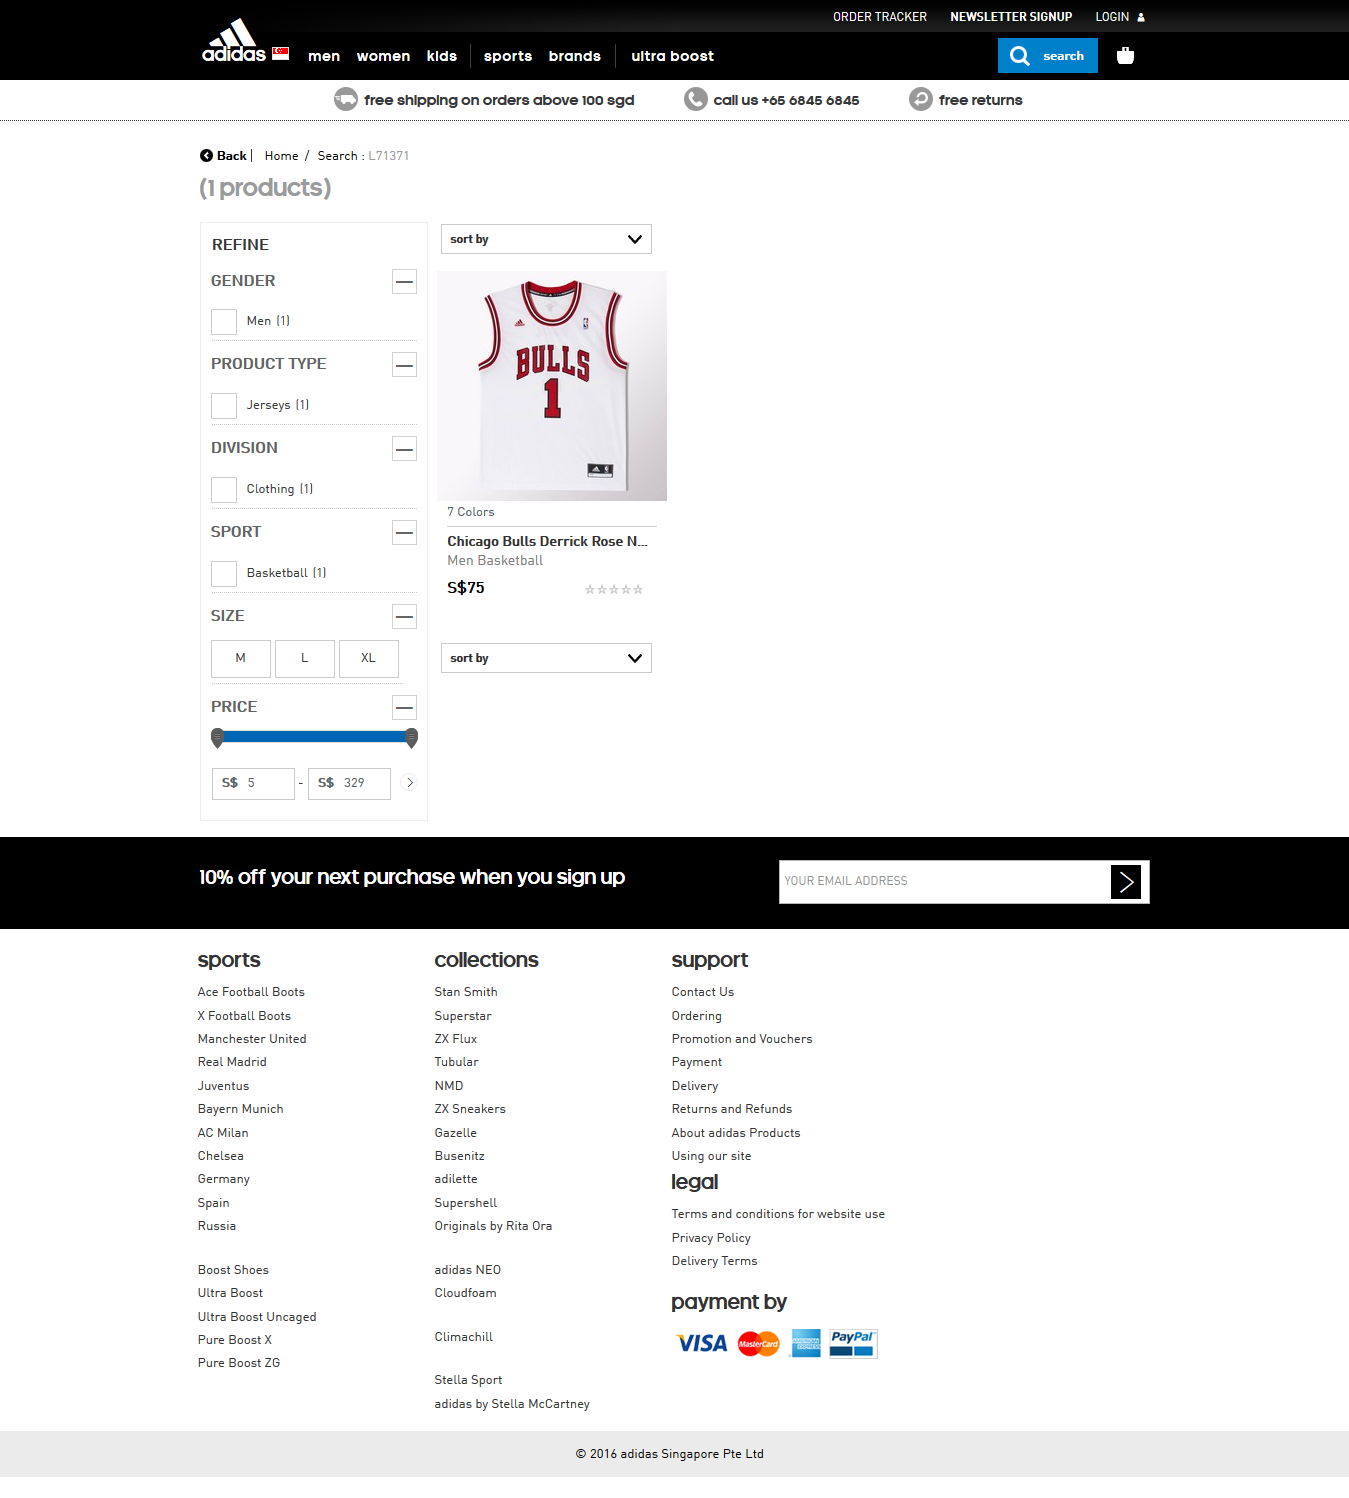 ORDER TRACKER NEWSLETTER SIGNUP LOGIN
adidas men women kids sports brands ultra boost search
free shipping on orders above 100 sgd call us +65 6845 6845 free returns
Back Home / Search : L71371
(1 products)
REFINE
sort by
GENDER
Men (1)
PRODUCT TYPE
Jerseys (1)
DIVISION
Clothing (1)
SPORT
Basketball (1)
SIZE
M L XL
PRICE
S$ 5 - S$ 329
BULLS
1
7 Colors
Chicago Bulls Derrick Rose N...
Men Basketball
S$75
sort by
10% off your next purchase when you sign up
YOUR EMAIL ADDRESS
sports
Ace Football Boots
X Football Boots
Manchester United
Real Madrid
Juventus
Bayern Munich
AC Milan
Chelsea
Germany
Spain
Russia
Boost Shoes
Ultra Boost
Ultra Boost Uncaged
Pure Boost X
Pure Boost ZG
collections
Stan Smith
Superstar
ZX Flux
Tubular
NMD
ZX Sneakers
Gazelle
Busenitz
adilette
Supershell
Originals by Rita Ora
adidas NEO
Cloudfoam
Climachill
Stella Sport
adidas by Stella McCartney
support
Contact Us
Ordering
Promotion and Vouchers
Payment
Delivery
Returns and Refunds
About adidas Products
Using our site
legal
Terms and conditions for website use
Privacy Policy
Delivery Terms
payment by
VISA MasterCard AMERICAN EXPRESS PayPal
© 2016 adidas Singapore Pte Ltd